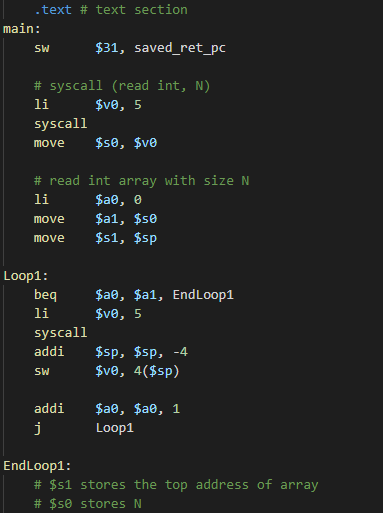 .text # text section
main:
sw $31, saved_ret_pc
# syscall (read int, N)
li $v0, 5
syscall
move $s0, $v0
# read int array with size N
li $a0, 0
move $a1, $s0
move $s1, $sp
Loop1:
beq $a0, $a1, EndLoop1
li $v0, 5
syscall
addi $sp, $sp, -4
sw $v0, 4($sp)
addi $a0, $a0, 1
j Loop1
EndLoop1:
# $s1 stores the top address of array
# $s0 stores N